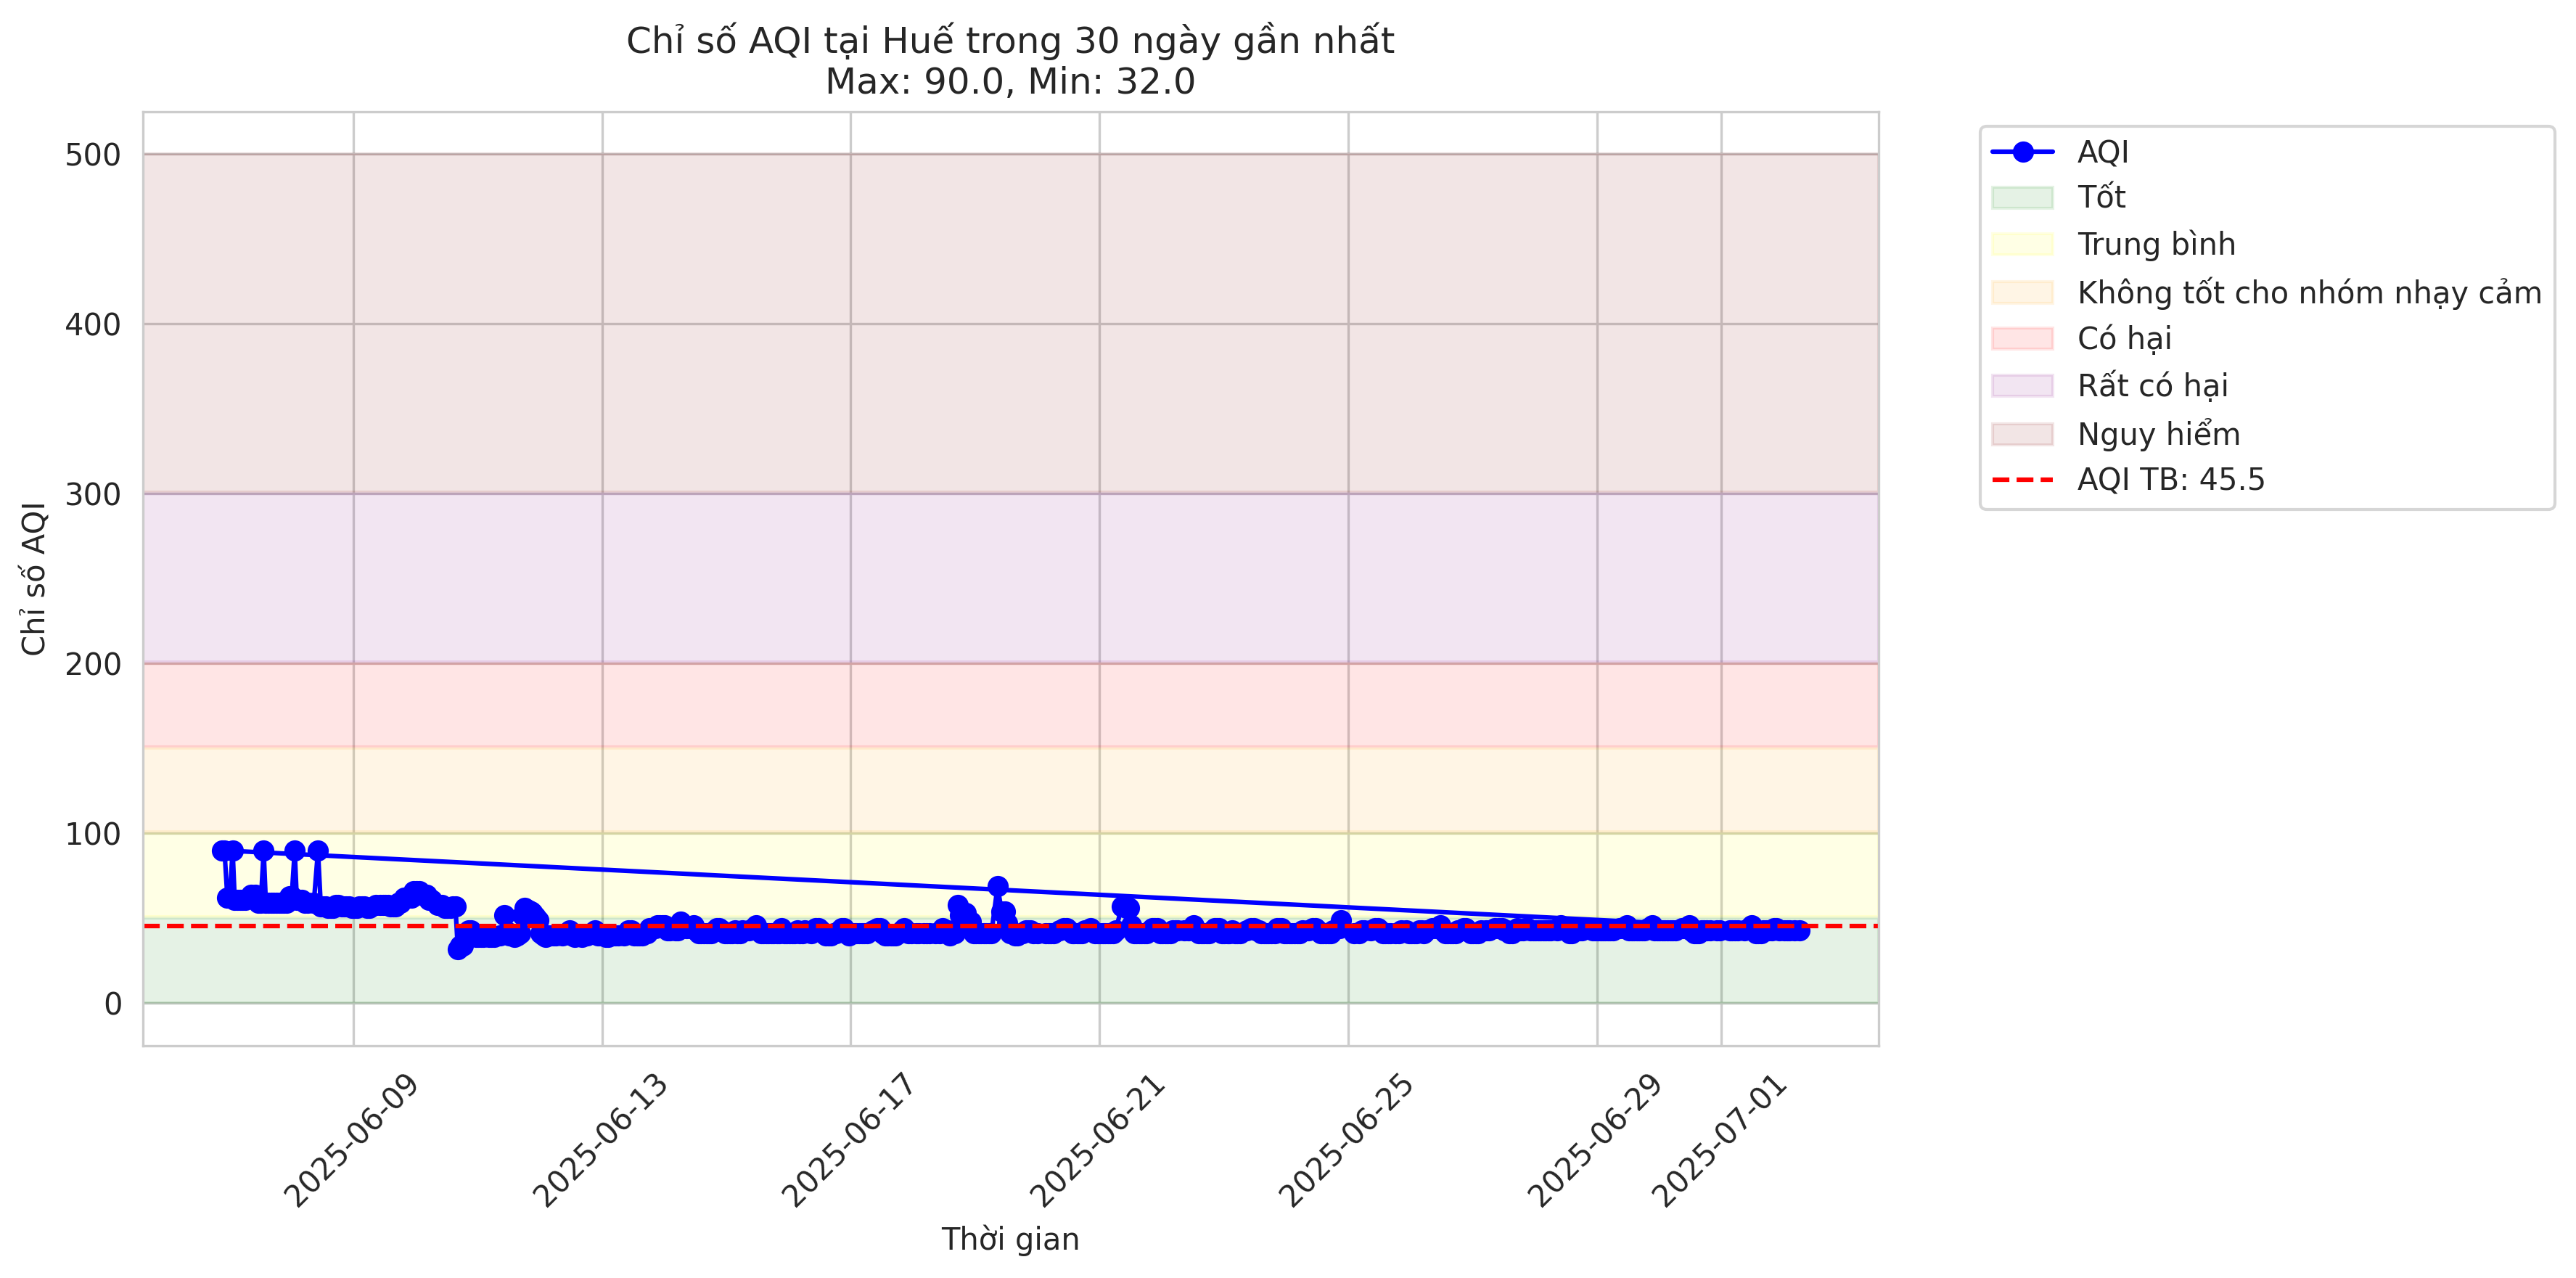 Chỉ số AQI tại Huế trong 30 ngày gần nhất
Max: 90.0, Min: 32.0
Chỉ số AQI
500
400
300
200
100
0
2025-06-09
2025-06-13
2025-06-17
2025-06-21
2025-06-25
2025-06-29
2025-07-01
Thời gian
AQI
Tốt
Trung bình
Không tốt cho nhóm nhạy cảm
Có hại
Rất có hại
Nguy hiểm
AQI TB: 45.5